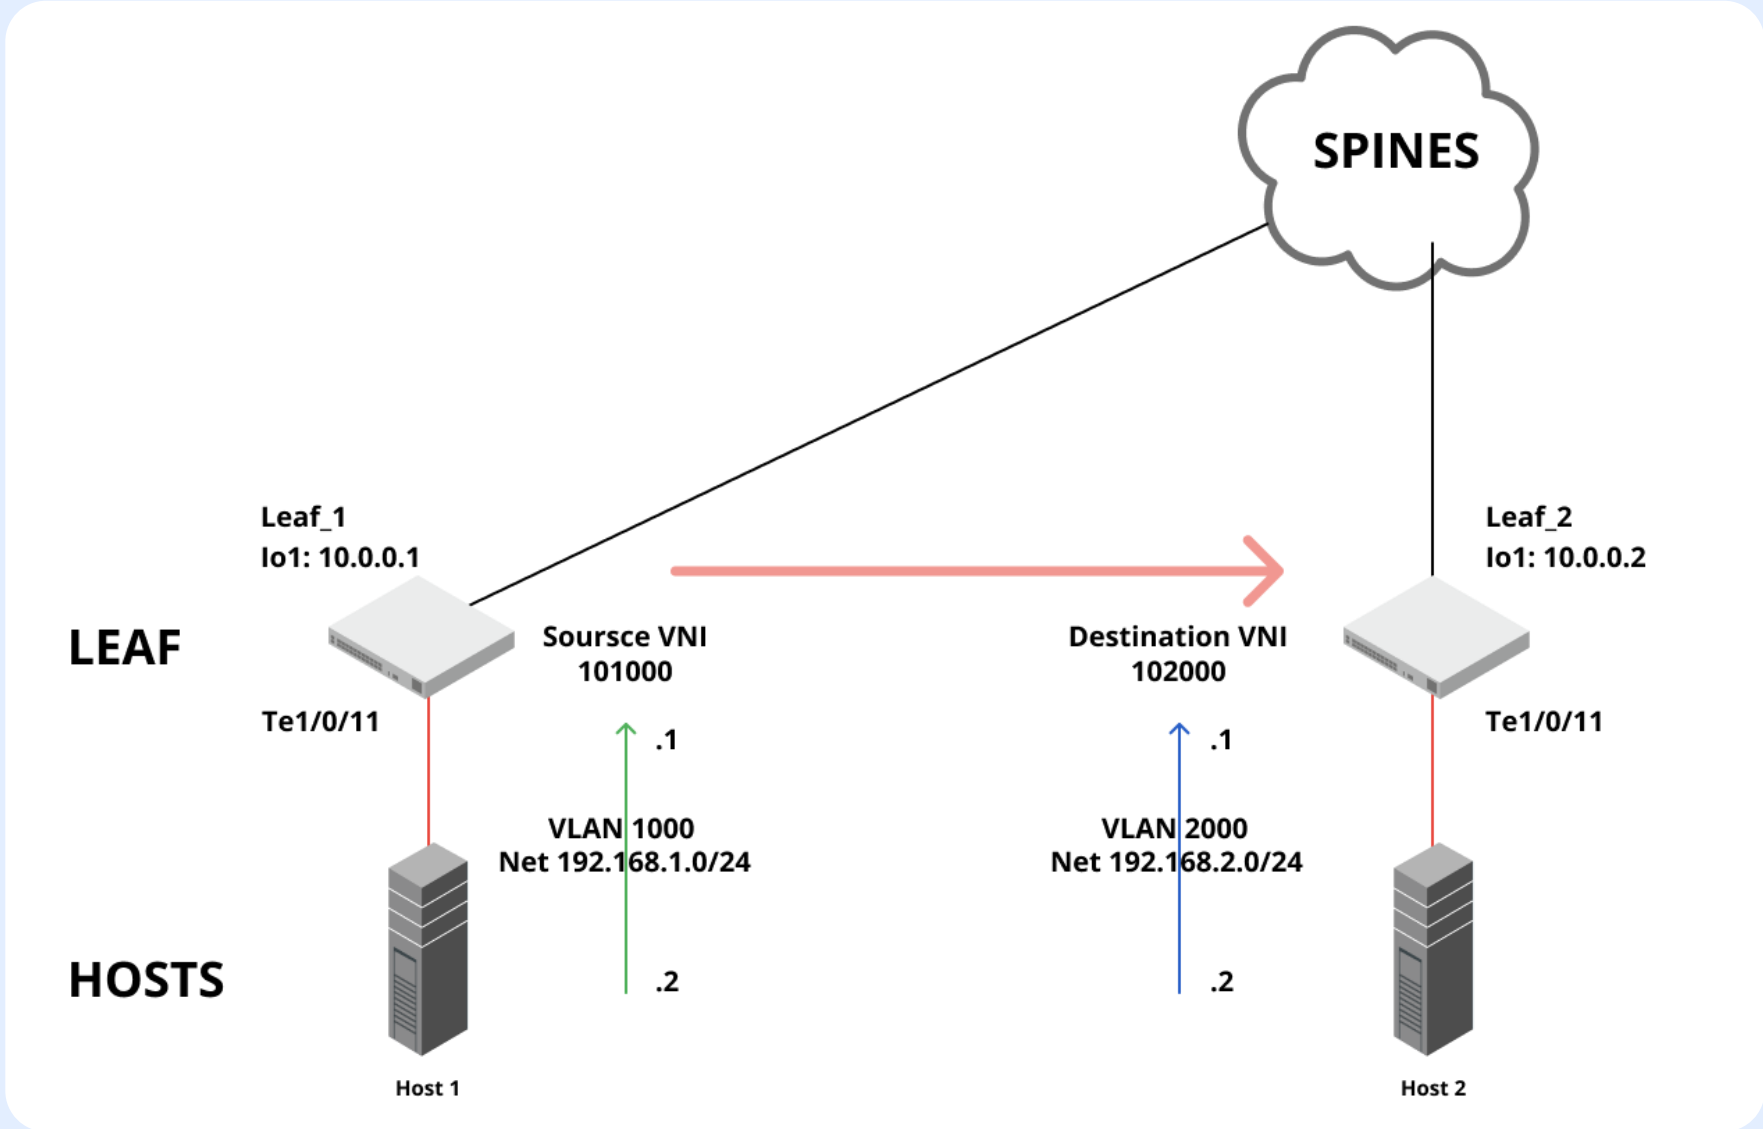 SPINES
Leaf_1
lo1: 10.0.0.1
Leaf_2
lo1: 10.0.0.2
LEAF
Soursce VNI
101000
Destination VNI
102000
Te1/0/11
.1
.1
Te1/0/11
VLAN 1000
Net 192.168.1.0/24
VLAN 2000
Net 192.168.2.0/24
HOSTS
.2
.2
Host 1
Host 2